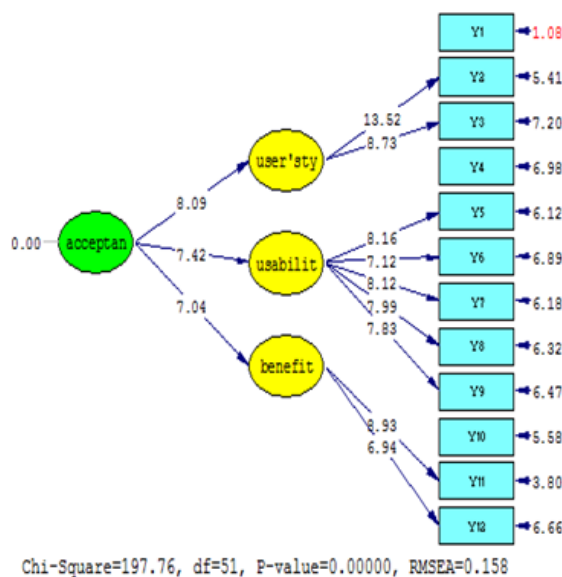 Y1
1.08
Y2
5.41
13.52
Y3
7.20
8.73
user'sty
Y4
6.98
8.09
Y5
6.12
0.00
acceptan
8.16
7.42
usabilit
7.12
Y6
6.89
8.12
Y7
6.18
7.99
7.04
7.83
Y8
6.32
benefit
Y9
6.47
8.93
Y10
5.58
6.94
Y11
3.80
Y12
6.66
Chi-Square=197.76, df=51, P-value=0.00000, RMSEA=0.158